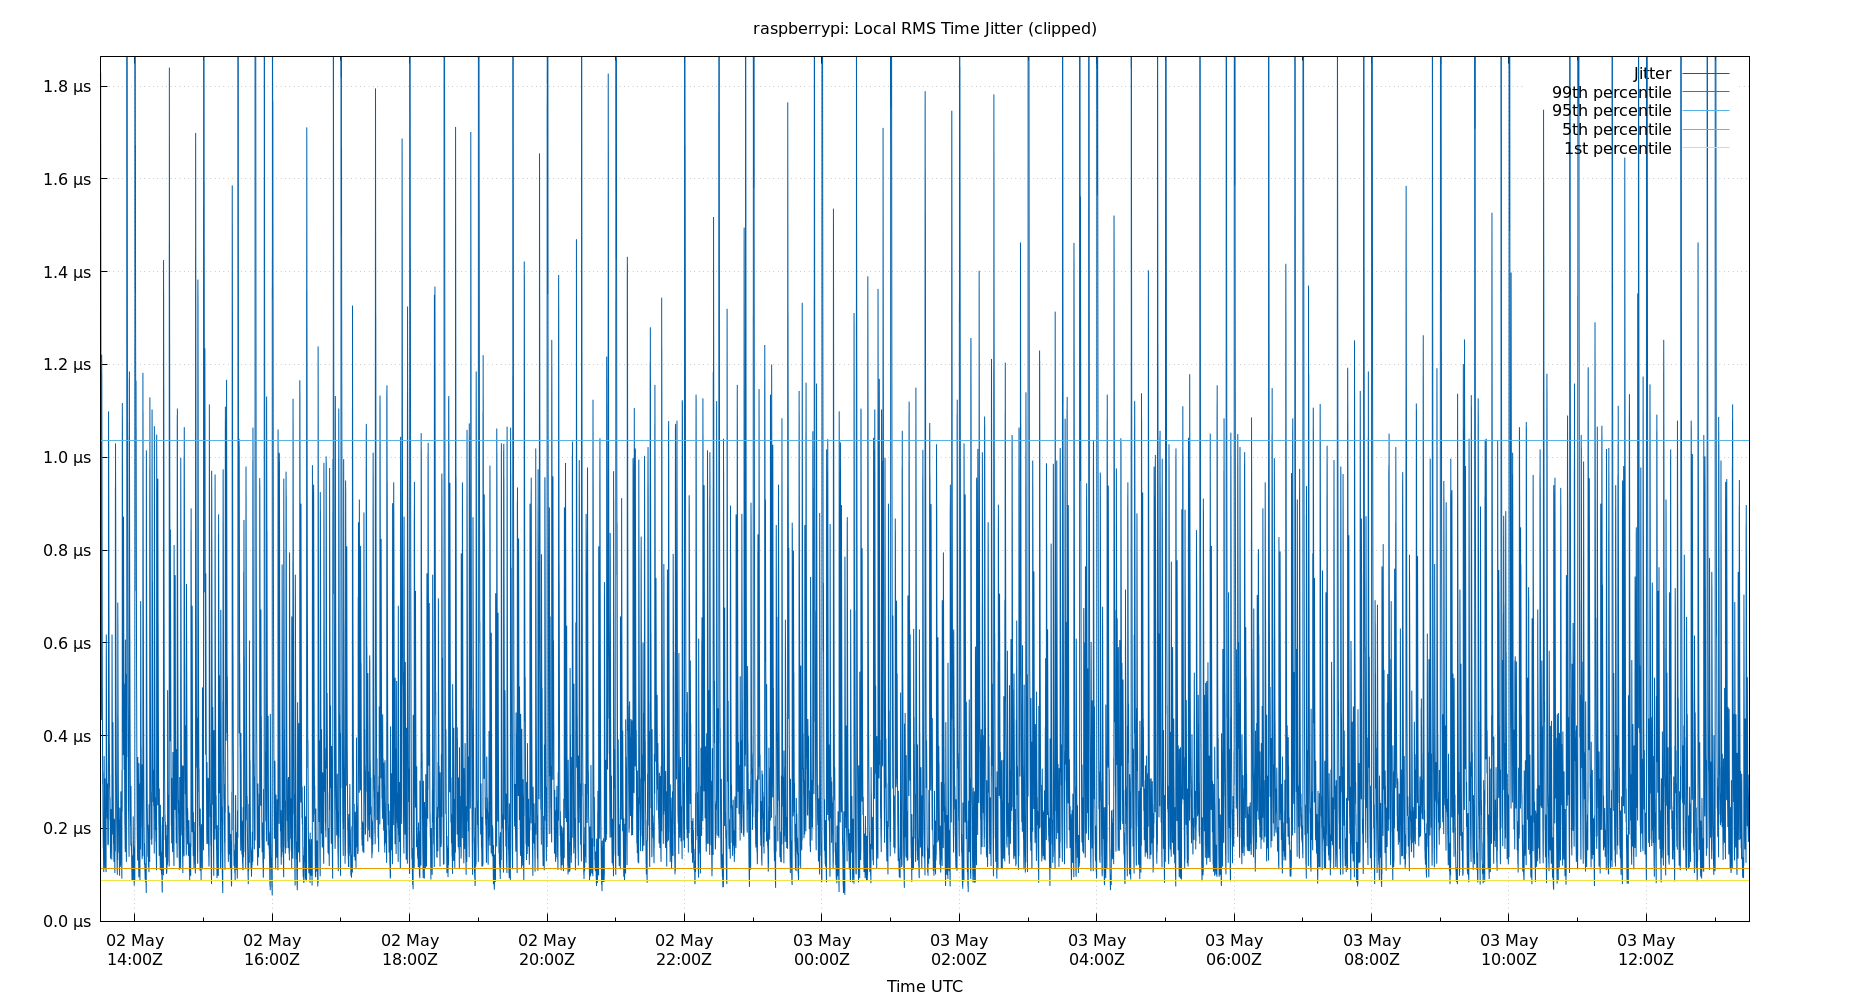 raspberrypi: Local RMS Time Jitter (clipped)
Jitter
99th percentile
95th percentile
5th percentile
1st percentile
1.8 µs
1.6 µs
1.4 µs
1.2 µs
1.0 µs
0.8 µs
0.6 µs
0.4 µs
0.2 µs
0.0 µs
02 May 02 May 02 May 02 May 02 May 03 May 03 May 03 May 03 May 03 May 03 May 03 May
14:00Z 16:00Z 18:00Z 20:00Z 22:00Z 00:00Z 02:00Z 04:00Z 06:00Z 08:00Z 10:00Z 12:00Z
Time UTC